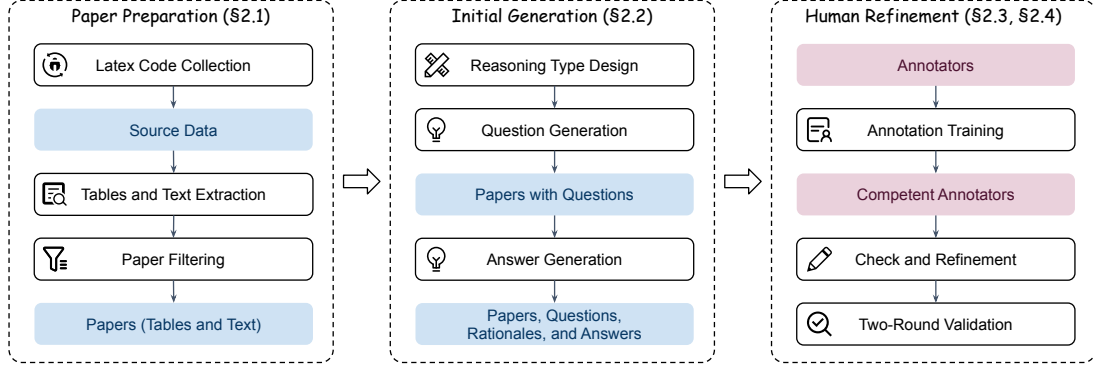 Paper Preparation (§2.1)
Latex Code Collection
Source Data
Tables and Text Extraction
Paper Filtering
Papers (Tables and Text)
Initial Generation (§2.2)
Reasoning Type Design
Question Generation
Papers with Questions
Answer Generation
Papers, Questions,
Rationales, and Answers
Human Refinement (§2.3, §2.4)
Annotators
Annotation Training
Competent Annotators
Check and Refinement
Two-Round Validation